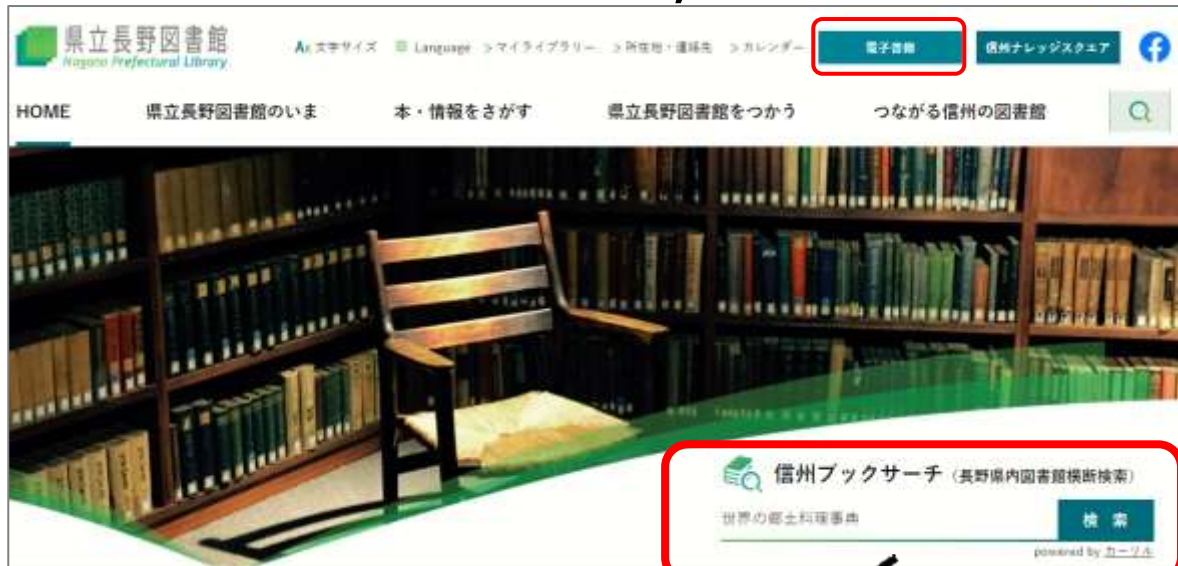 県立長野図書館
Nagano Prefectural Library
AA 文字サイズ Language >マイライブラリー >所在地・連絡先 >カレンダー 電子書籍 信州ナレッジスクエア
HOME 県立長野図書館のいま 本・情報をさがす 県立長野図書館をつかう つながる信州の図書館
信州ブックサーチ（長野県内図書館横断検索）
世界の郷土料理事典 検索
powered by カーリル